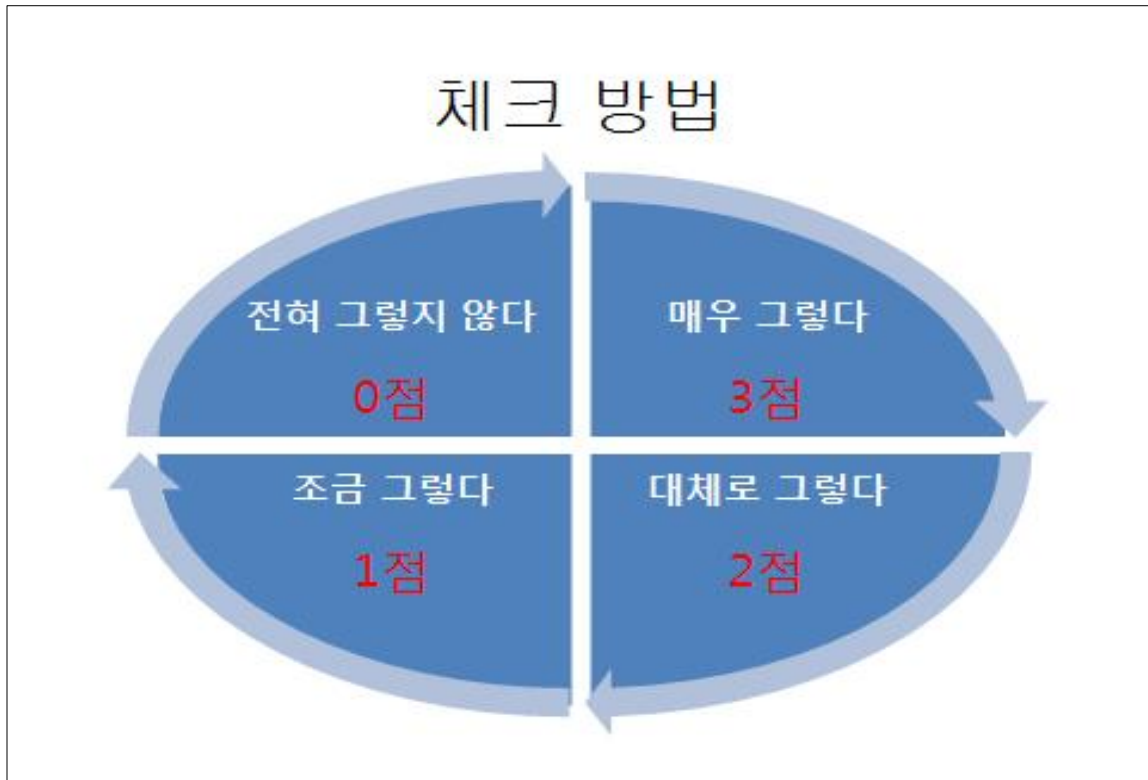 체크 방법
전혀 그렇지 않다
0점
매우 그렇다
3점
조금 그렇다
1점
대체로 그렇다
2점